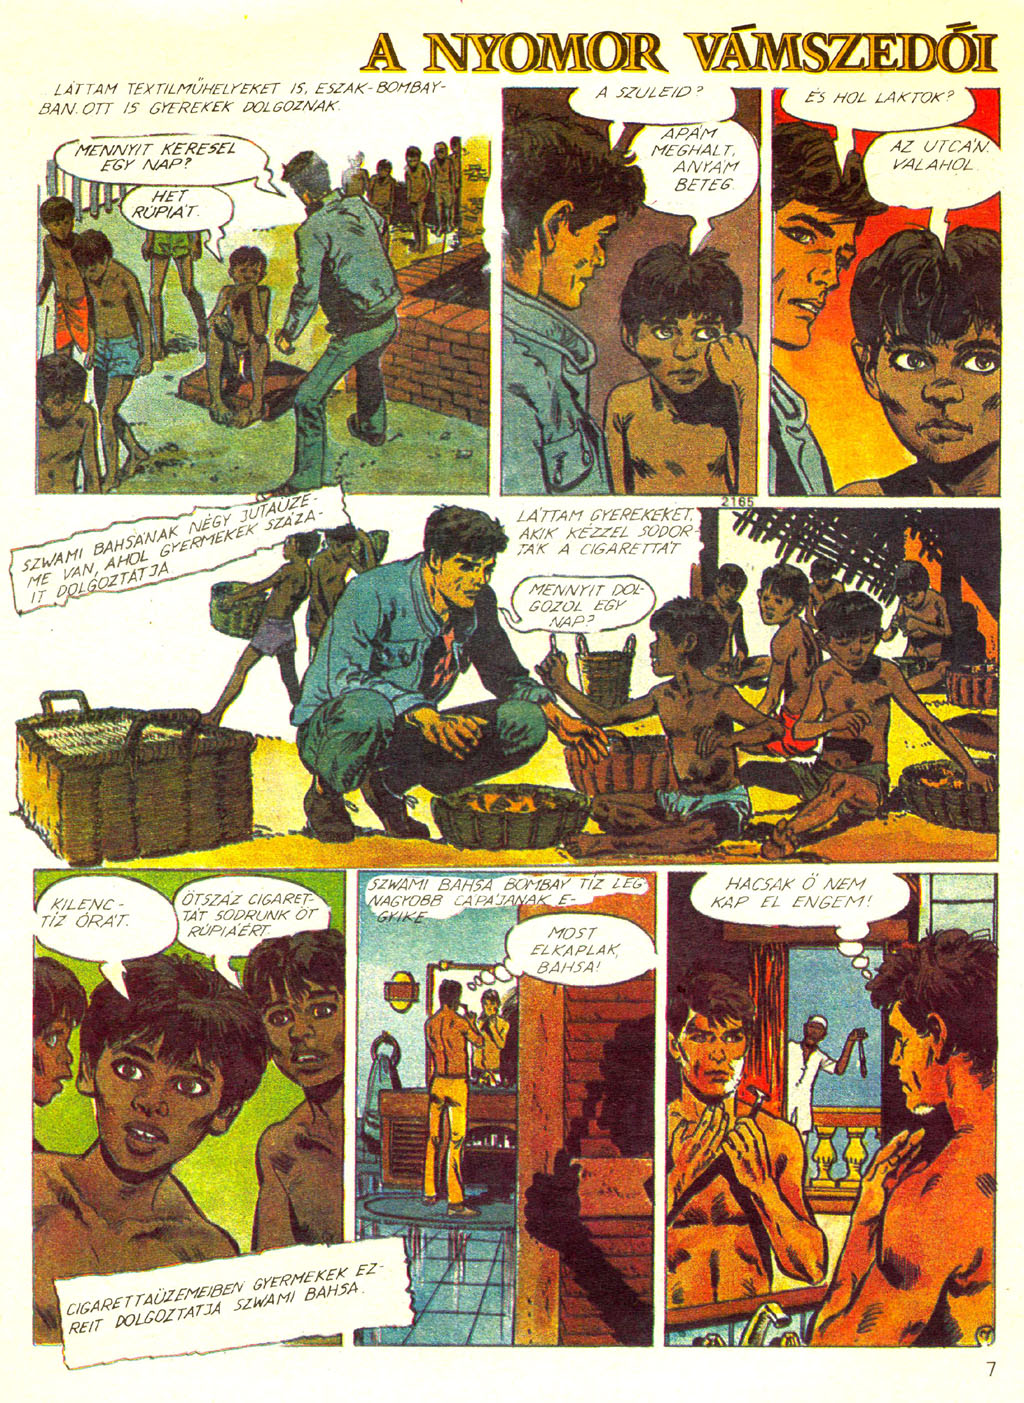 A NYOMOR VÁMSZEDŐI
LÁTTAM TEXTILMŰHELYEKET IS, ESZAK-BOMBAY-
BAN. OTT IS GYEREKEK DOLGOZNAK.
MENNYIT KERESEL
EGY NAP?
HET
RÚPIÁT.
A SZULEID?
APÁM
MEGHALT,
ANYÁM
BETEG.
ÉS HOL LAKTOK?
AZ UTCÁN.
VALAHOL.
2165
SZWAMI BAHSÁNAK NÉGY JUTAÜZE-
ME VAN, AHOL GYERMEKEK SZÁZA-
IT DOLGOZTATJA
LÁTTAM GYEREKEKET,
AKIK KÉZZEL SODOR-
TAK A CIGARETTÁT
MENNYIT DOL-
GOZOL EGY
NAP?
KILENC-
TÍZ ÓRÁT.
ÖTSZÁZ CIGARET-
TÁT SODRUNK ÖT
RÚPIÁÉRT.
CIGARETTAÜZEMEIBEN GYERMEKEK EZ-
REIT DOLGOZTATJA SZWAMI BAHSA.
SZWAMI BAHSA BOMBAY TÍZ LEG
NAGYOBB CÁPÁJÁNAK E-
GYIKE
MOST
ELKAPLAK,
BAHSA!
HACSAK Ő NEM
KAP EL ENGEM!
7
7